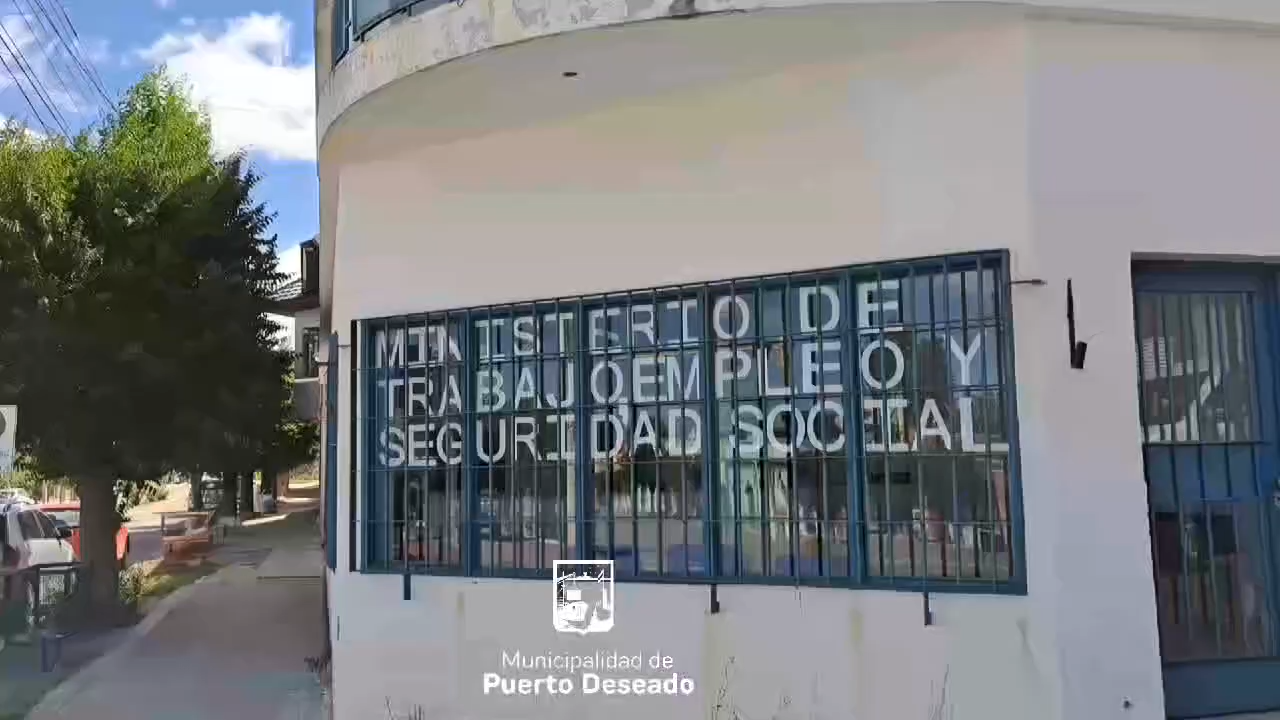 MINISTERIO DE
TRABAJO,EMPLEO Y
SEGURIDAD SOCIAL
Municipalidad de
Puerto Deseado